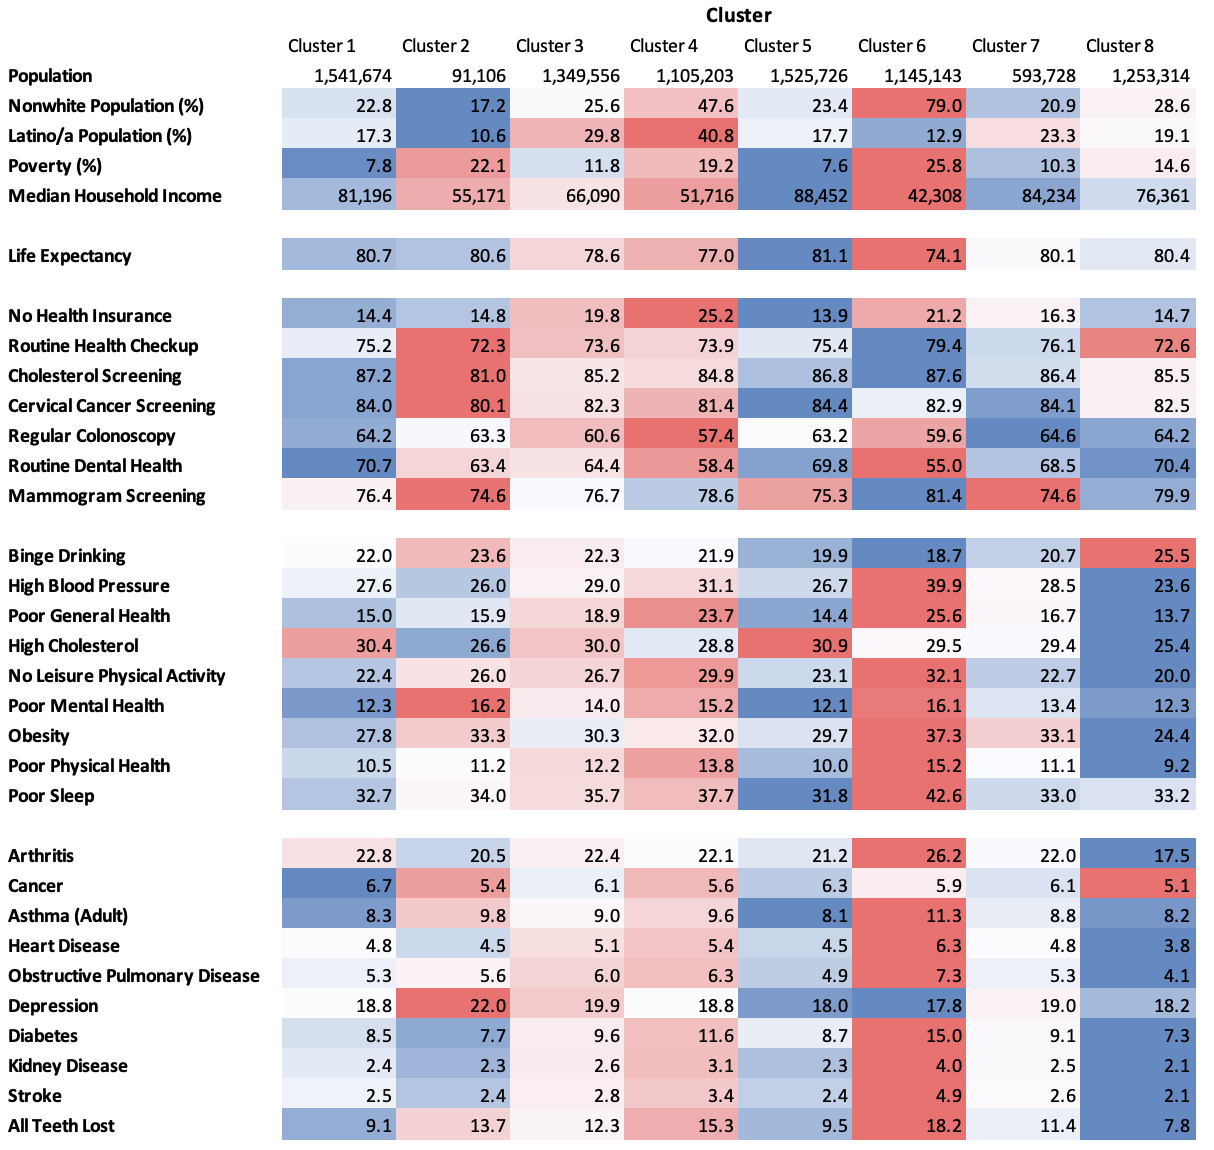 Cluster
Cluster 1 Cluster 2 Cluster 3 Cluster 4 Cluster 5 Cluster 6 Cluster 7 Cluster 8
Population 1,541,674 91,106 1,349,556 1,105,203 1,525,726 1,145,143 593,728 1,253,314
Nonwhite Population (%) 22.8 17.2 25.6 47.6 23.4 79.0 20.9 28.6
Latino/a Population (%) 17.3 10.6 29.8 40.8 17.7 12.9 23.3 19.1
Poverty (%) 7.8 22.1 11.8 19.2 7.6 25.8 10.3 14.6
Median Household Income 81,196 55,171 66,090 51,716 88,452 42,308 84,234 76,361
Life Expectancy 80.7 80.6 78.6 77.0 81.1 74.1 80.1 80.4
No Health Insurance 14.4 14.8 19.8 25.2 13.9 21.2 16.3 14.7
Routine Health Checkup 75.2 72.3 73.6 73.9 75.4 79.4 76.1 72.6
Cholesterol Screening 87.2 81.0 85.2 84.8 86.8 87.6 86.4 85.5
Cervical Cancer Screening 84.0 80.1 82.3 81.4 84.4 82.9 84.1 82.5
Regular Colonoscopy 64.2 63.3 60.6 57.4 63.2 59.6 64.6 64.2
Routine Dental Health 70.7 63.4 64.4 58.4 69.8 55.0 68.5 70.4
Mammogram Screening 76.4 74.6 76.7 78.6 75.3 81.4 74.6 79.9
Binge Drinking 22.0 23.6 22.3 21.9 19.9 18.7 20.7 25.5
High Blood Pressure 27.6 26.0 29.0 31.1 26.7 39.9 28.5 23.6
Poor General Health 15.0 15.9 18.9 23.7 14.4 25.6 16.7 13.7
High Cholesterol 30.4 26.6 30.0 28.8 30.9 29.5 29.4 25.4
No Leisure Physical Activity 22.4 26.0 26.7 29.9 23.1 32.1 22.7 20.0
Poor Mental Health 12.3 16.2 14.0 15.2 12.1 16.1 13.4 12.3
Obesity 27.8 33.3 30.3 32.0 29.7 37.3 33.1 24.4
Poor Physical Health 10.5 11.2 12.2 13.8 10.0 15.2 11.1 9.2
Poor Sleep 32.7 34.0 35.7 37.7 31.8 42.6 33.0 33.2
Arthritis 22.8 20.5 22.4 22.1 21.2 26.2 22.0 17.5
Cancer 6.7 5.4 6.1 5.6 6.3 5.9 6.1 5.1
Asthma (Adult) 8.3 9.8 9.0 9.6 8.1 11.3 8.8 8.2
Heart Disease 4.8 4.5 5.1 5.4 4.5 6.3 4.8 3.8
Obstructive Pulmonary Disease 5.3 5.6 6.0 6.3 4.9 7.3 5.3 4.1
Depression 18.8 22.0 19.9 18.8 18.0 17.8 19.0 18.2
Diabetes 8.5 7.7 9.6 11.6 8.7 15.0 9.1 7.3
Kidney Disease 2.4 2.3 2.6 3.1 2.3 4.0 2.5 2.1
Stroke 2.5 2.4 2.8 3.4 2.4 4.9 2.6 2.1
All Teeth Lost 9.1 13.7 12.3 15.3 9.5 18.2 11.4 7.8